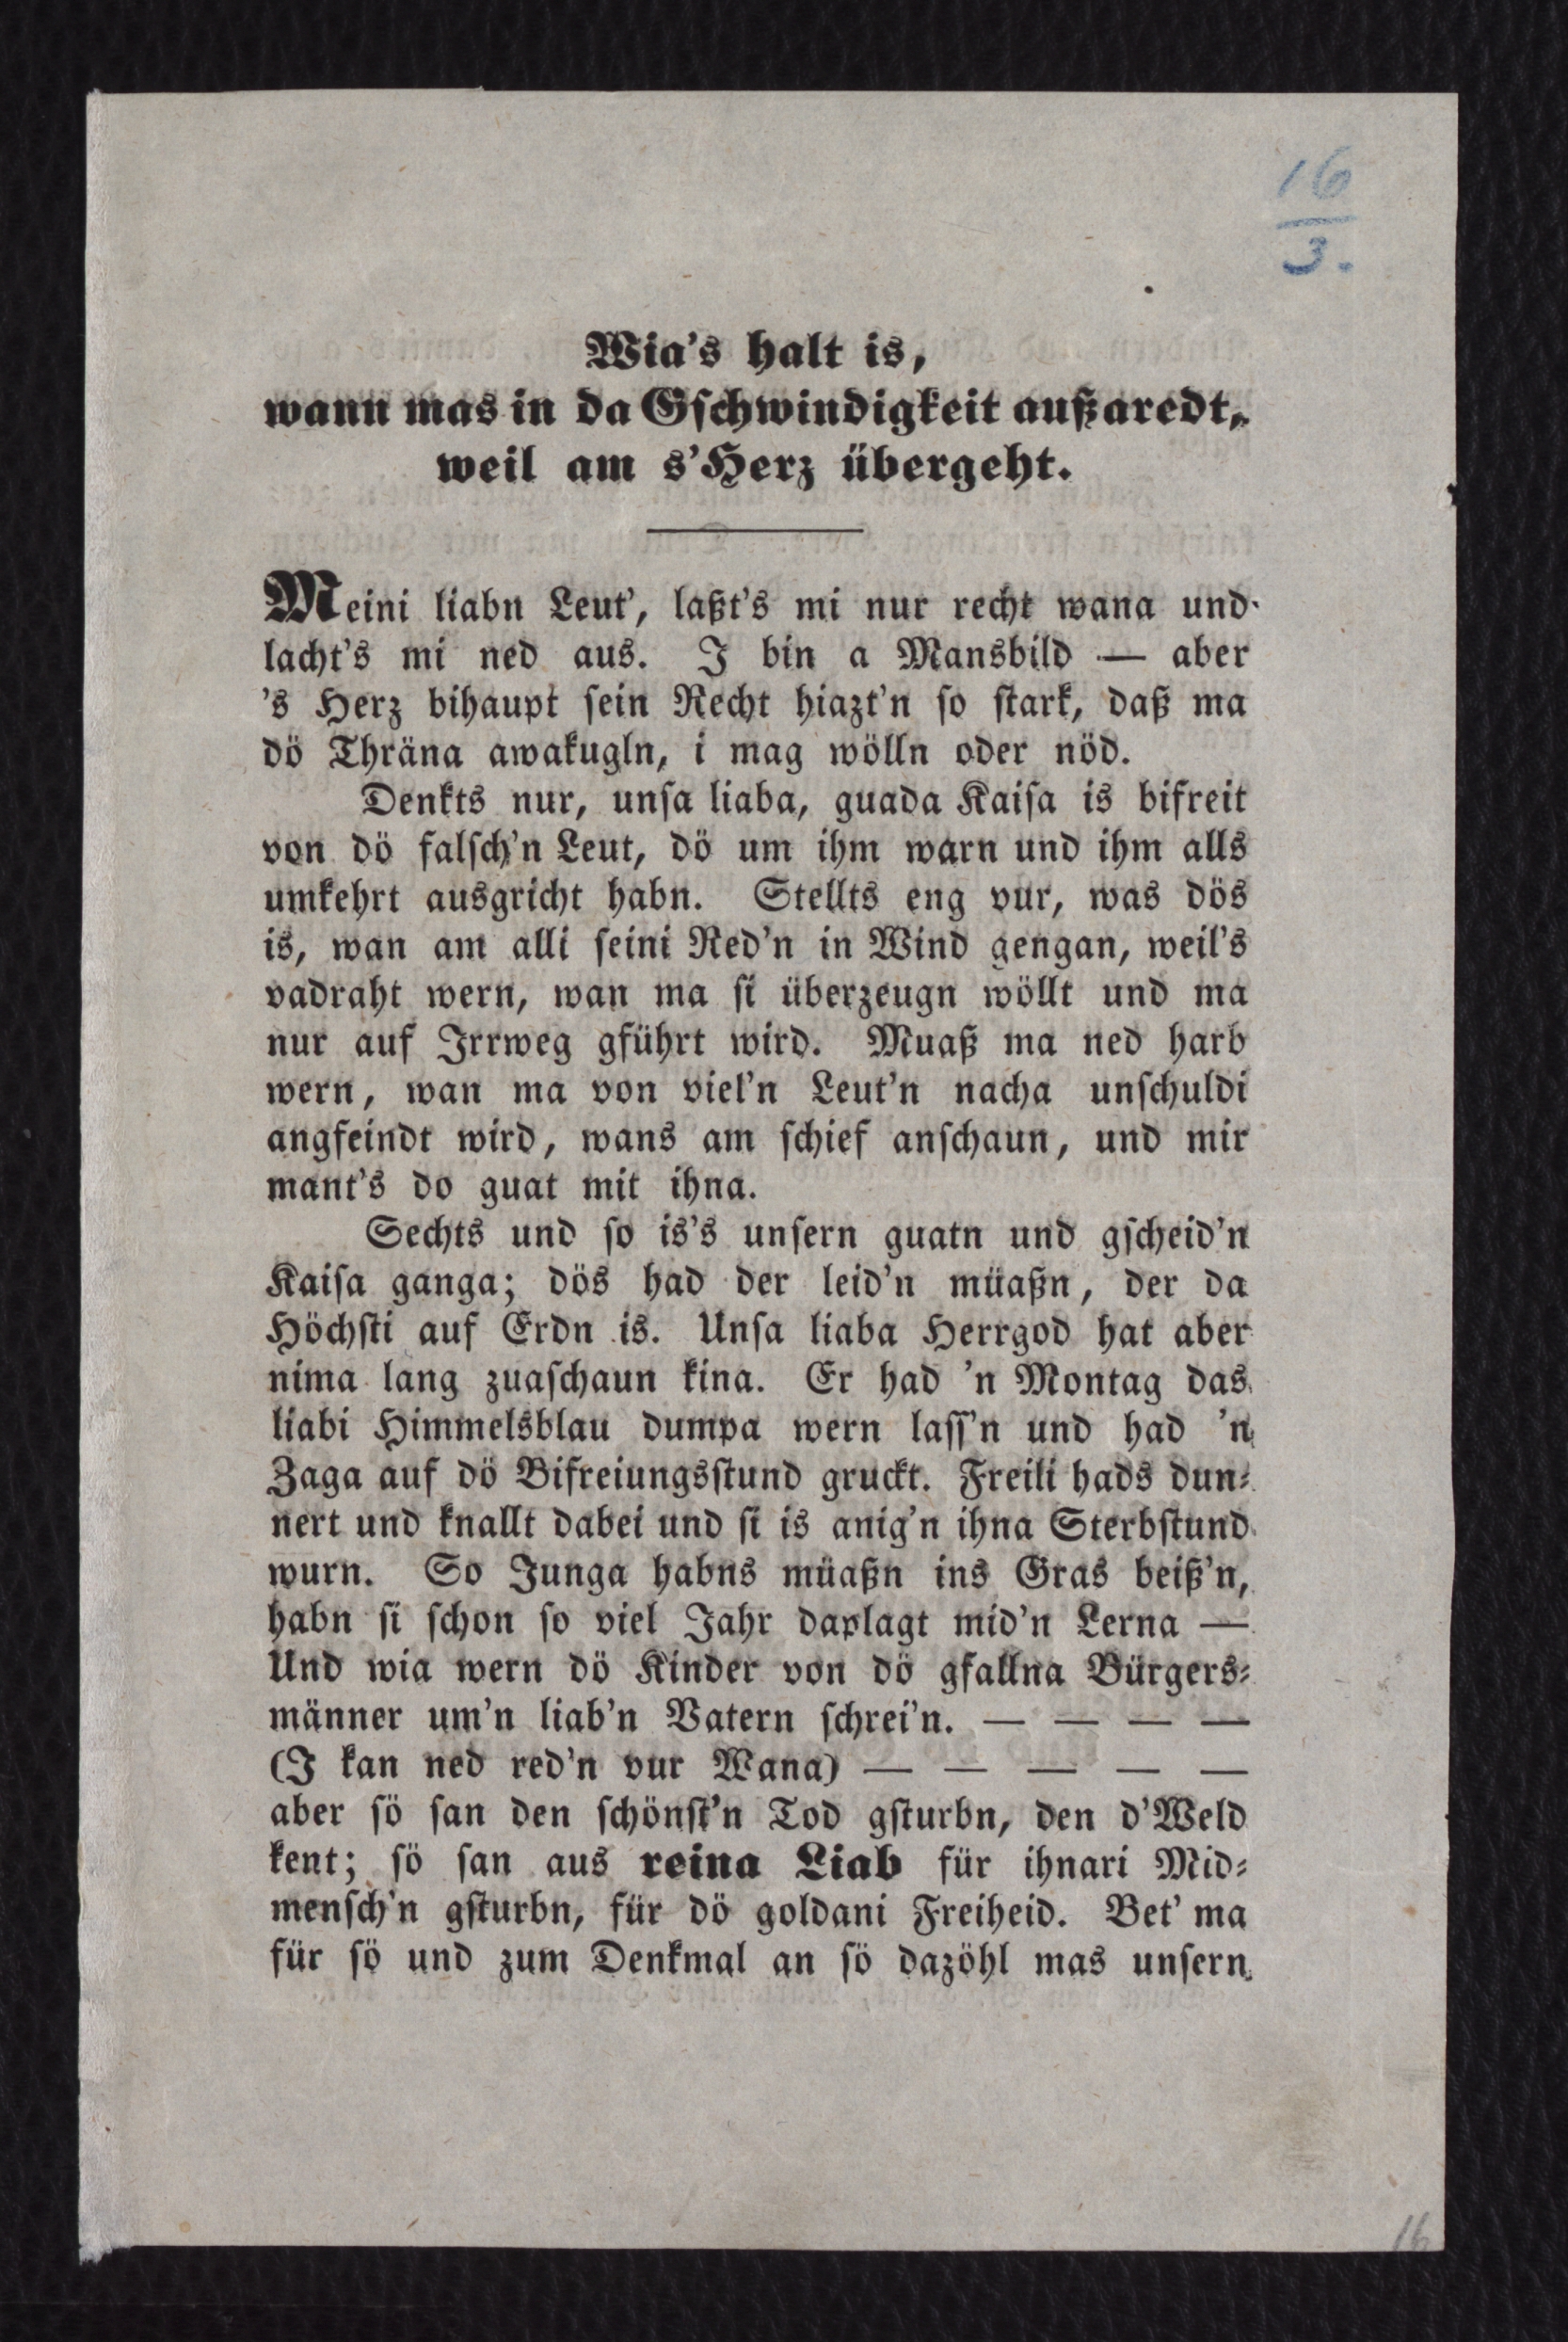 16
3.
Wia's halt is,
wann mas in da Gschwindigkeit außaredt,
weil am s'Herz übergeht.
Meini liabn Leut', laßt's mi nur recht wana und
lacht's mi ned aus. I bin a Mansbild — aber
's Herz bihaupt sein Recht hiazt'n so stark, daß ma
dö Thräna awakugln, i mag wölln oder nöd.
Denkts nur, unsa liaba, guada Kaisa is bifreit
von dö falsch'n Leut, dö um ihm warn und ihm alls
umkehrt ausgricht habn. Stellts eng vur, was dös
is, wan am alli seini Red'n in Wind gengan, weil's
vadraht wern, wan ma si überzeugn wöllt und ma
nur auf Irrweg gführt wird. Muaß ma ned harb
wern, wan ma von viel'n Leut'n nacha unschuldi
angfeindt wird, wans am schief anschaun, und mir
mant's do guat mit ihna.
Sechts und so is's unsern guatn und gscheid'n
Kaisa ganga; dös had der leid'n müaßn, der da
Höchsti auf Erdn is. Unsa liaba Herrgod hat aber
nima lang zuaschaun kina. Er had 'n Montag das
liabi Himmelsblau dumpa wern lass'n und had 'n
Zaga auf dö Bifreiungsstund gruckt. Freili hads dun-
nert und knallt dabei und si is anig'n ihna Sterbstund
wurn. So Junga habns müaßn ins Gras beiß'n,
habn si schon so viel Jahr daplagt mid'n Lerna —
Und wia wern dö Kinder von dö gfallna Bürgers-
männer um'n liab'n Vatern schrei'n. — — — —
(I kan ned red'n vur Wana) — — — — —
aber sö san den schönst'n Tod gsturbn, den d'Weld
kent; sö san aus reina Liab für ihnari Mid-
mensch'n gsturbn, für dö goldani Freiheid. Bet' ma
für sö und zum Denkmal an sö dazöhl mas unsern
16